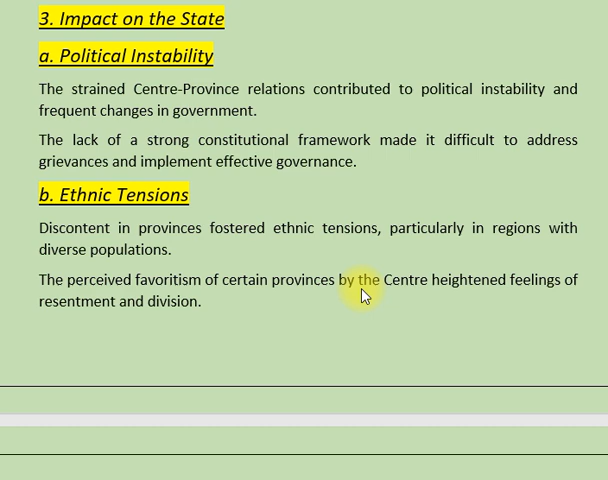 3. Impact on the State
a. Political Instability
The strained Centre-Province relations contributed to political instability and
frequent changes in government.
The lack of a strong constitutional framework made it difficult to address
grievances and implement effective governance.
b. Ethnic Tensions
Discontent in provinces fostered ethnic tensions, particularly in regions with
diverse populations.
The perceived favoritism of certain provinces by the Centre heightened feelings of
resentment and division.